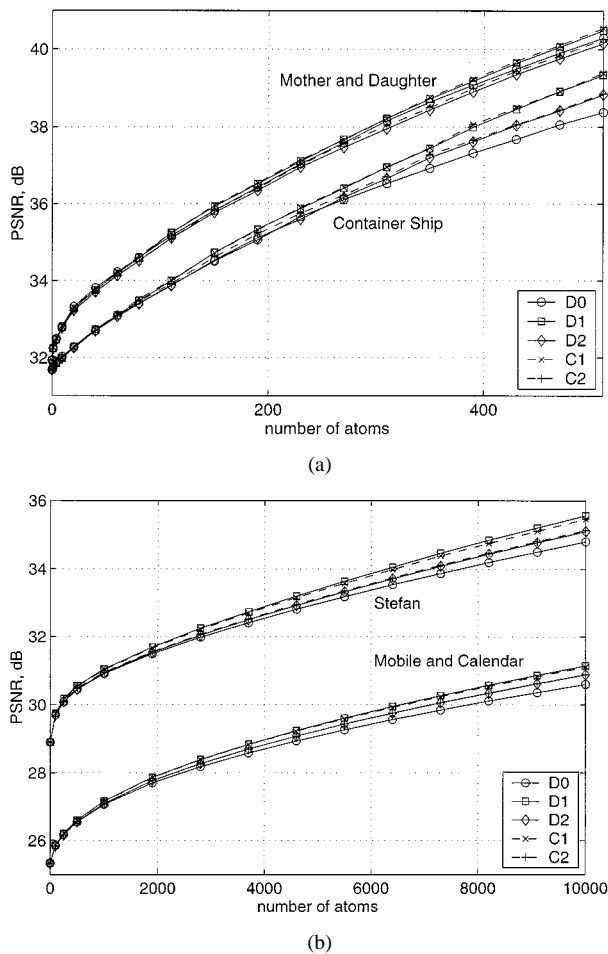 40
38
36
34
32
PSNR, dB
Mother and Daughter
Container Ship
D0
D1
D2
C1
C2
0 200 400
number of atoms
(a)
36
34
32
30
28
26
PSNR, dB
Stefan
Mobile and Calendar
D0
D1
D2
C1
C2
0 2000 4000 6000 8000 10000
number of atoms
(b)